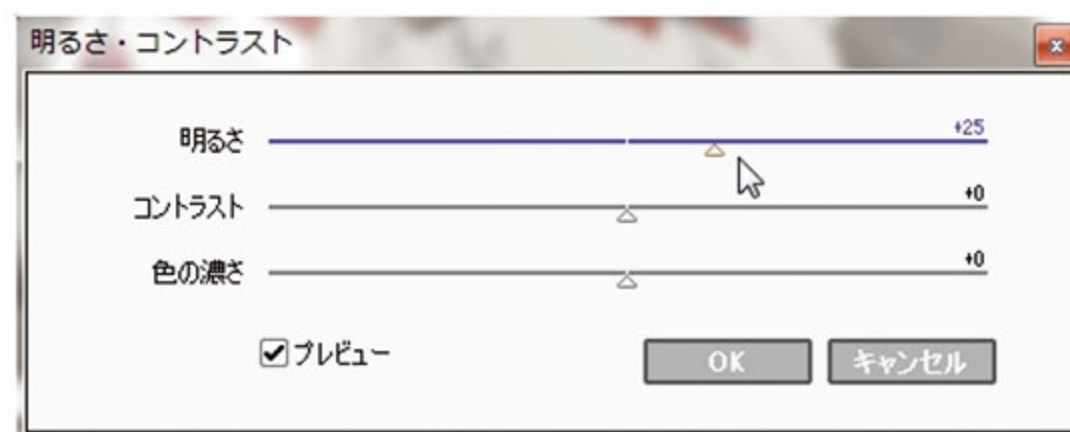 明るさ・コントラスト
明るさ +25
コントラスト +0
色の濃さ +0
プレビュー OK キャンセル